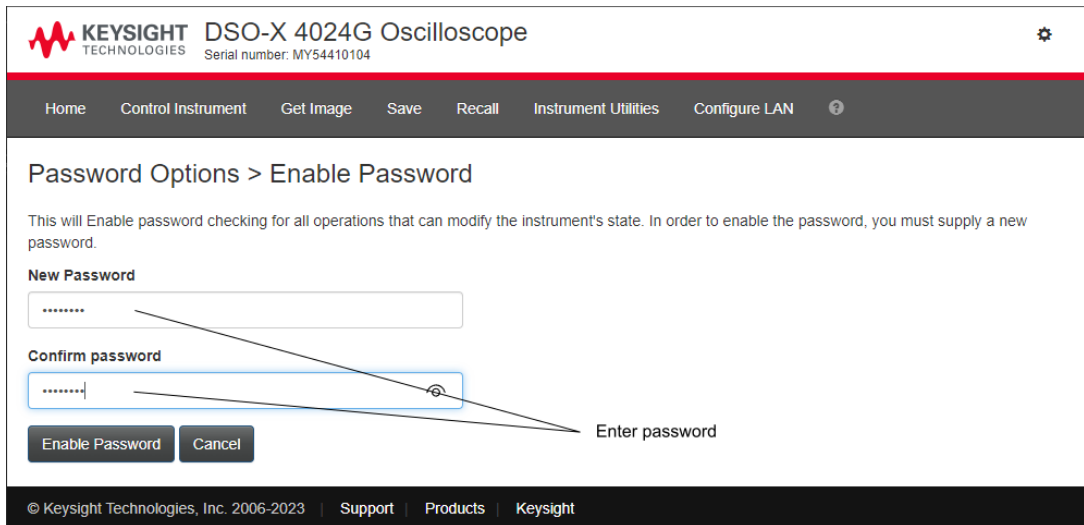 KEYSIGHT
TECHNOLOGIES
DSO-X 4024G Oscilloscope
Serial number: MY54410104
Home Control Instrument Get Image Save Recall Instrument Utilities Configure LAN ?
Password Options > Enable Password
This will Enable password checking for all operations that can modify the instrument's state. In order to enable the password, you must supply a new
password.
New Password
••••••••
Confirm password
••••••••
Enter password
Enable Password Cancel
© Keysight Technologies, Inc. 2006-2023 | Support | Products | Keysight